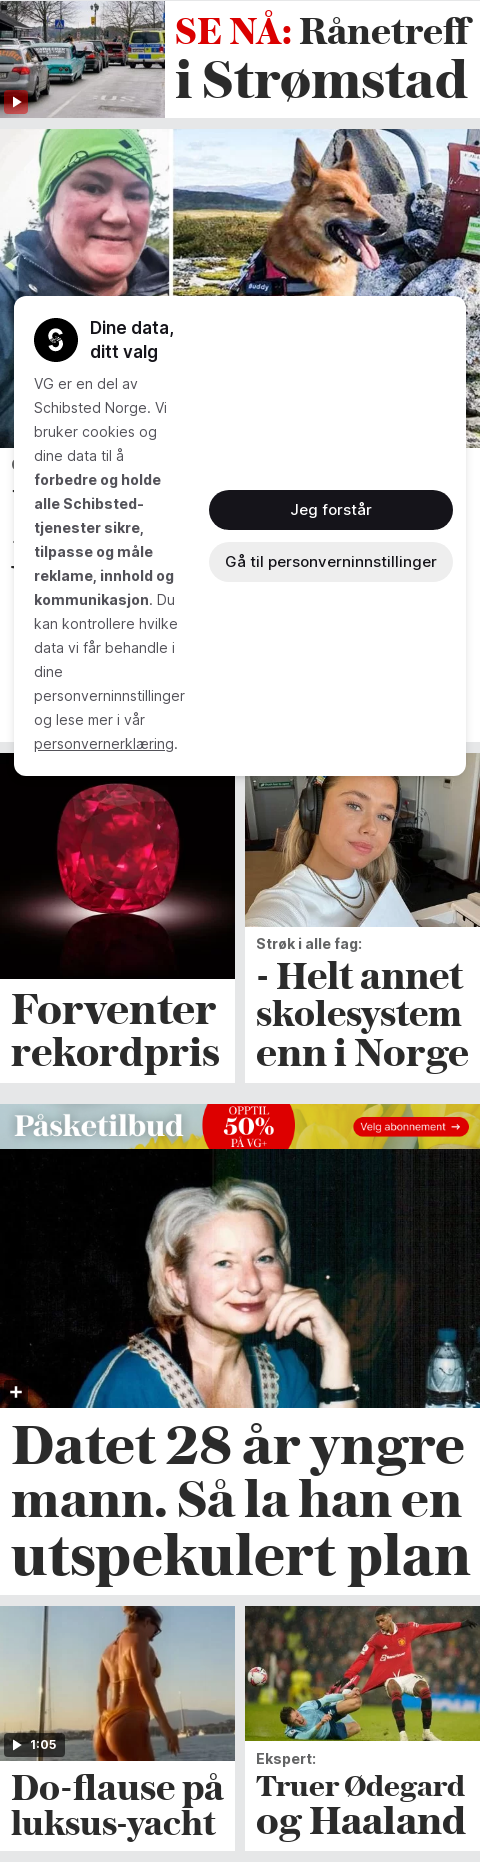 SE NÅ: Rånetreff
i Strømstad
Buddy
Dine data,
ditt valg
VG er en del av
Schibsted Norge. Vi
bruker cookies og
dine data til å
forbedre og holde
alle Schibsted-
tjenester sikre,
tilpasse og måle
reklame, innhold og
kommunikasjon. Du
kan kontrollere hvilke
data vi får behandle i
dine
personverninnstillinger
og lese mer i vår
personvernerklæring.
Jeg forstår
Gå til personverninnstillinger
Forventer
rekordpris
Strøk i alle fag:
- Helt annet
skolesystem
enn i Norge
Påsketilbud
OPPTIL
50%
PÅ VG+
Velg abonnement →
Datet 28 år yngre
mann. Så la han en
utspekulert plan
1:05
Do-flause på
luksus-yacht
Ekspert:
Truer Ødegard
og Haaland